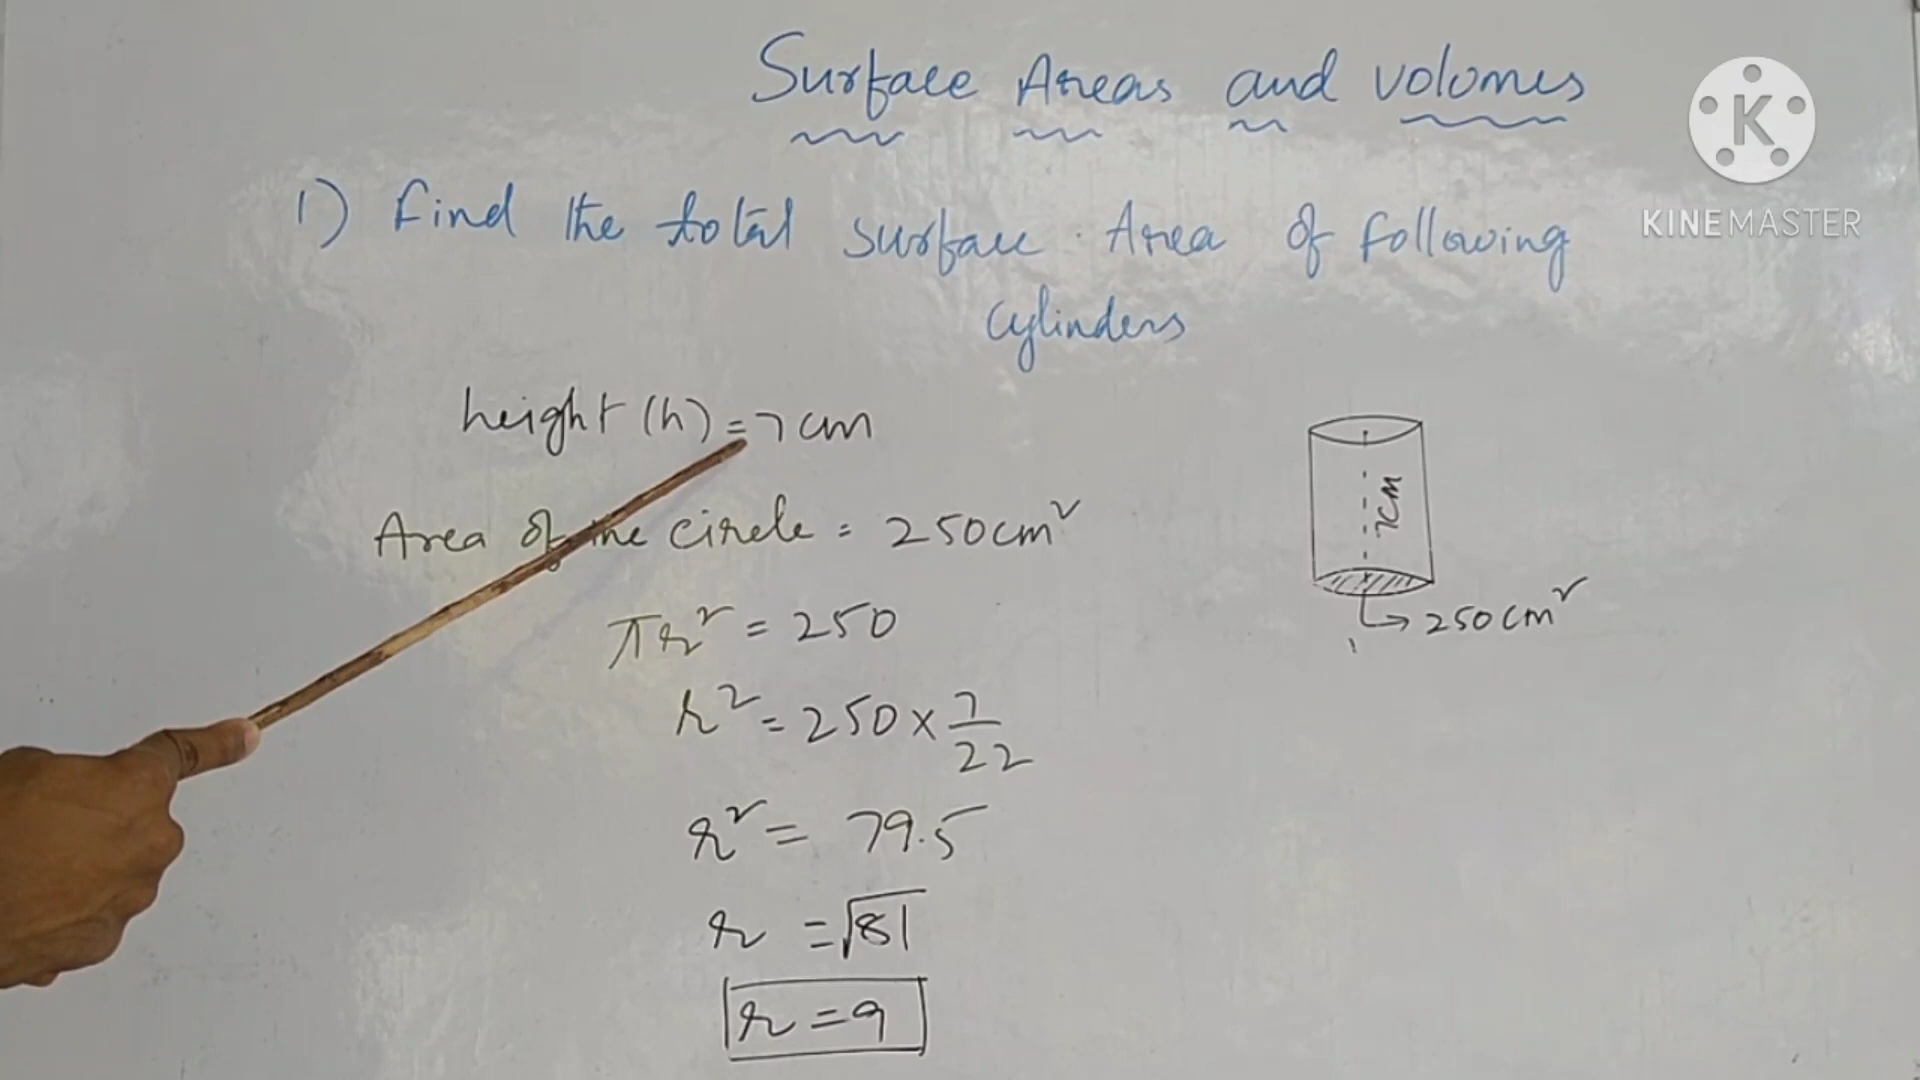 Surface Areas and volomes
K
KINEMASTER
1) Find the total surface Area of following
cylinders
height (h) = 7 cm
Area of the circle = 250 cm²
πr² = 250
r² = 250 × 7/22
r² = 79.5
r = √81
r = 9
7CM
250 cm²